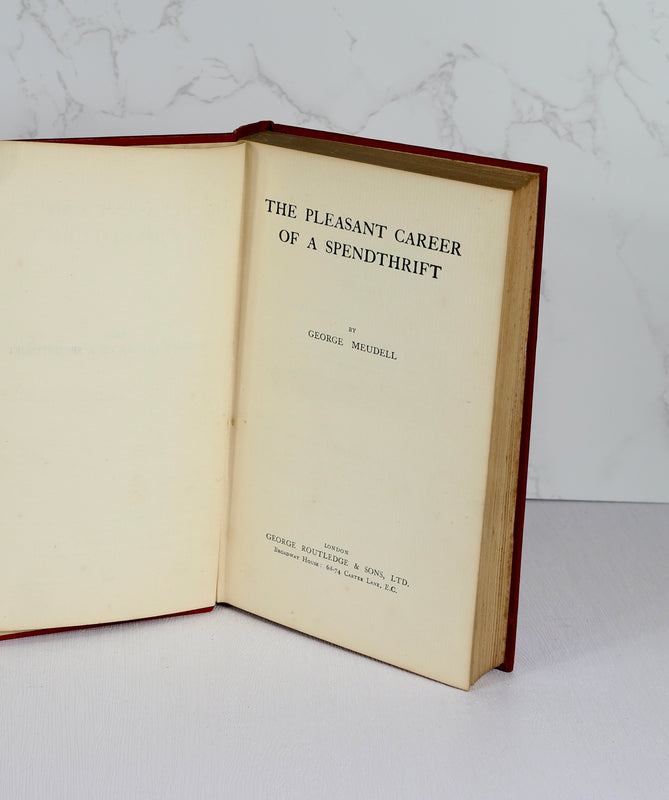 THE PLEASANT CAREER
OF A SPENDTHRIFT
BY
GEORGE MEUDELL
LONDON
GEORGE ROUTLEDGE & SONS, LTD.
BROADWAY HOUSE: 68-74 CARTER LANE, E.C.